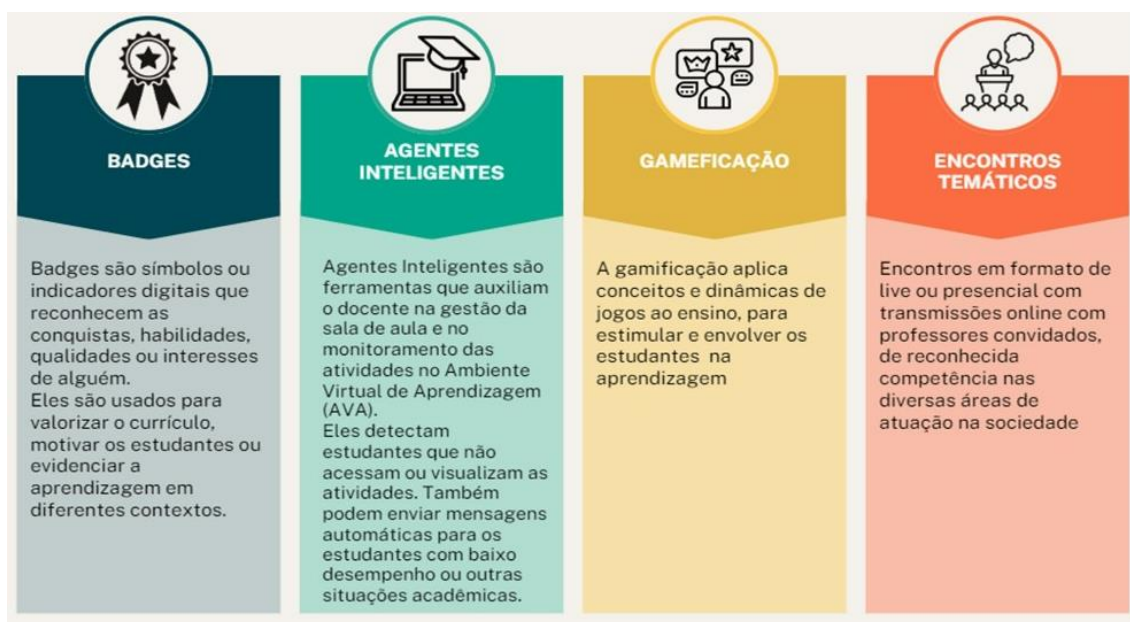 BADGES
Badges são símbolos ou
indicadores digitais que
reconhecem as
conquistas, habilidades,
qualidades ou interesses
de alguém.
Eles são usados para
valorizar o currículo,
motivar os estudantes ou
evidenciar a
aprendizagem em
diferentes contextos.
AGENTES
INTELIGENTES
Agentes Inteligentes são
ferramentas que auxiliam
o docente na gestão da
sala de aula e no
monitoramento das
atividades no Ambiente
Virtual de Aprendizagem
(AVA).
Eles detectam
estudantes que não
acessam ou visualizam as
atividades. Também
podem enviar mensagens
automáticas para os
estudantes com baixo
desempenho ou outras
situações acadêmicas.
GAMEFICAÇÃO
A gamificação aplica
conceitos e dinâmicas de
jogos ao ensino, para
estimular e envolver os
estudantes na
aprendizagem
ENCONTROS
TEMÁTICOS
Encontros em formato de
live ou presencial com
transmissões online com
professores convidados,
de reconhecida
competência nas
diversas áreas de
atuação na sociedade